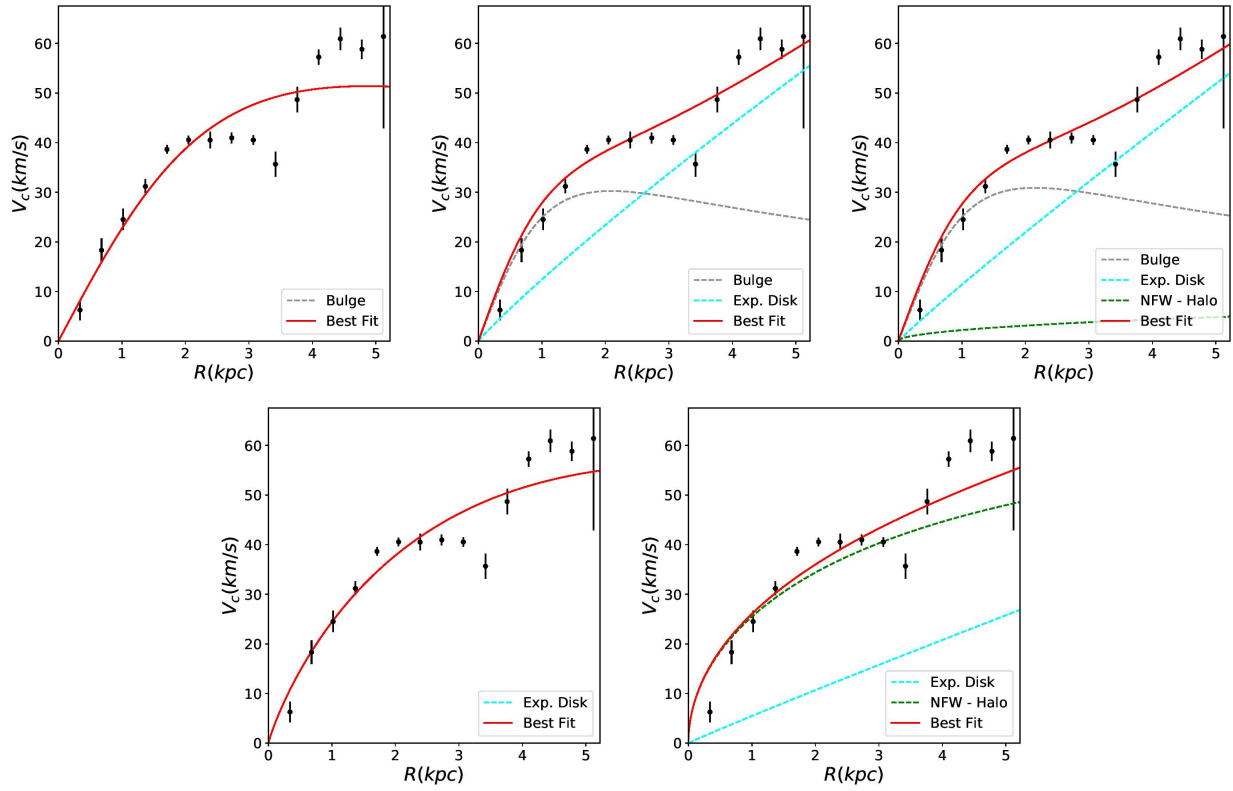 60
50
40
30
20
10
0
V_c(km/s)
0 1 2 3 4 5
R(kpc)
Bulge
Best Fit
60
50
40
30
20
10
0
V_c(km/s)
0 1 2 3 4 5
R(kpc)
Bulge
Exp. Disk
Best Fit
60
50
40
30
20
10
0
V_c(km/s)
0 1 2 3 4 5
R(kpc)
Bulge
Exp. Disk
NFW - Halo
Best Fit
60
50
40
30
20
10
0
V_c(km/s)
0 1 2 3 4 5
R(kpc)
Exp. Disk
Best Fit
60
50
40
30
20
10
0
V_c(km/s)
0 1 2 3 4 5
R(kpc)
Exp. Disk
NFW - Halo
Best Fit